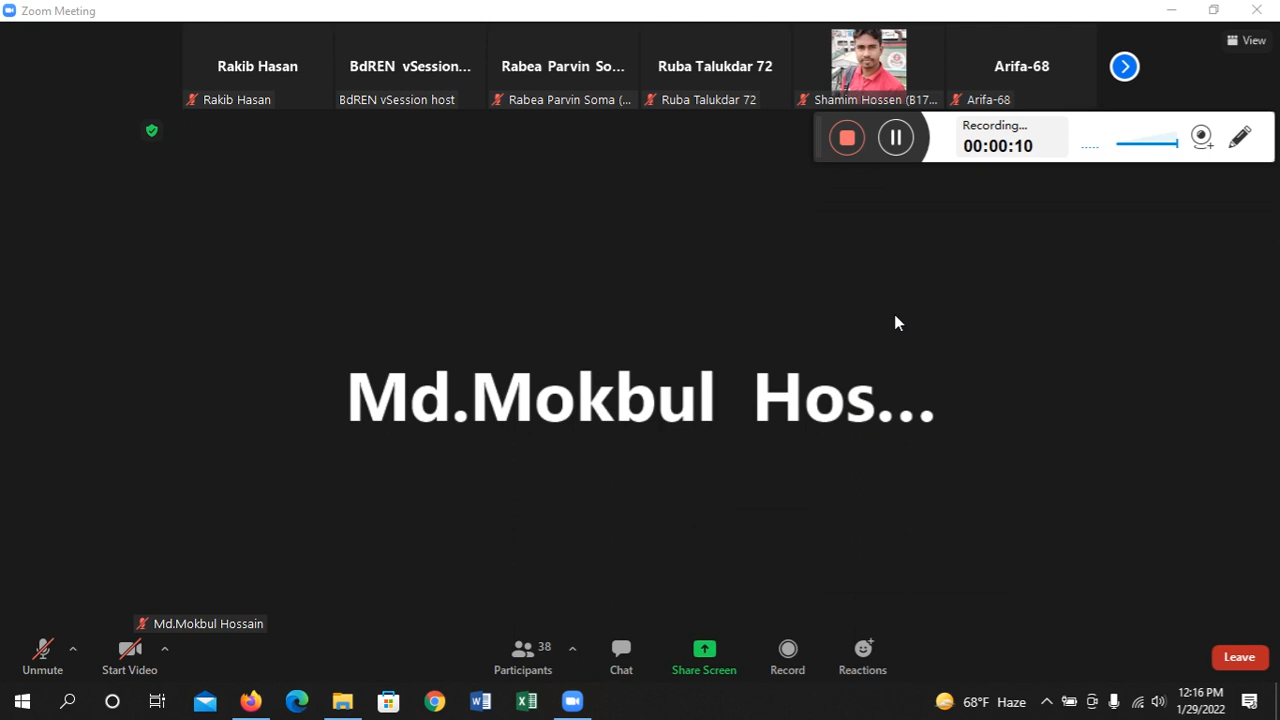 Zoom Meeting
Rakib Hasan
BdREN vSession...
Rabea Parvin So...
Ruba Talukdar 72
Arifa-68
View
Rakib Hasan
BdREN vSession host
Rabea Parvin Soma (...
Ruba Talukdar 72
Shamim Hossen (B17...
Arifa-68
Recording...
00:00:10
Md.Mokbul Hos...
Md.Mokbul Hossain
38
Unmute
Start Video
Participants
Chat
Share Screen
Record
Reactions
Leave
68°F Haze
12:16 PM
1/29/2022